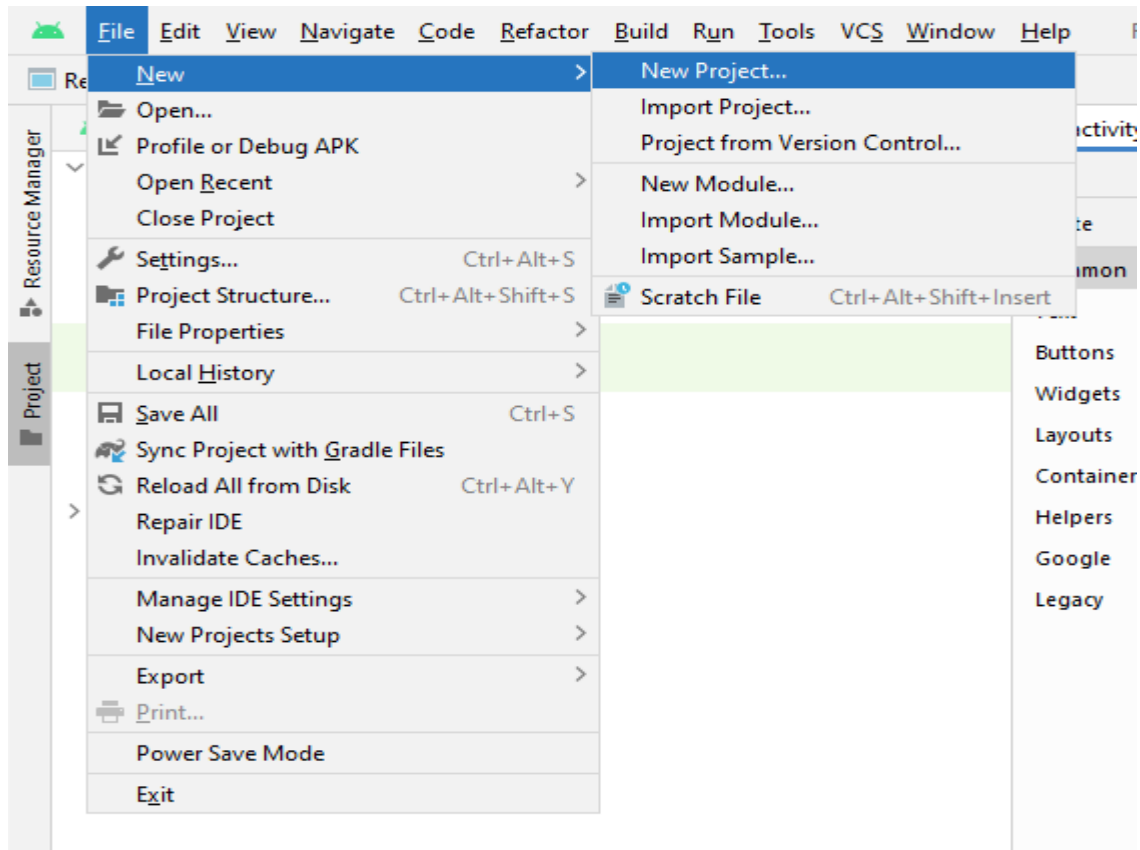 File Edit View Navigate Code Refactor Build Run Tools VCS Window Help
Re
New
Open...
Profile or Debug APK
Open Recent
Close Project
Settings... Ctrl+Alt+S
Project Structure... Ctrl+Alt+Shift+S
File Properties
Local History
Save All Ctrl+S
Sync Project with Gradle Files
Reload All from Disk Ctrl+Alt+Y
Repair IDE
Invalidate Caches...
Manage IDE Settings
New Projects Setup
Export
Print...
Power Save Mode
Exit
New Project...
Import Project...
Project from Version Control...
New Module...
Import Module...
Import Sample...
Scratch File Ctrl+Alt+Shift+Insert
Resource Manager
Project
Buttons
Widgets
Layouts
Container
Helpers
Google
Legacy